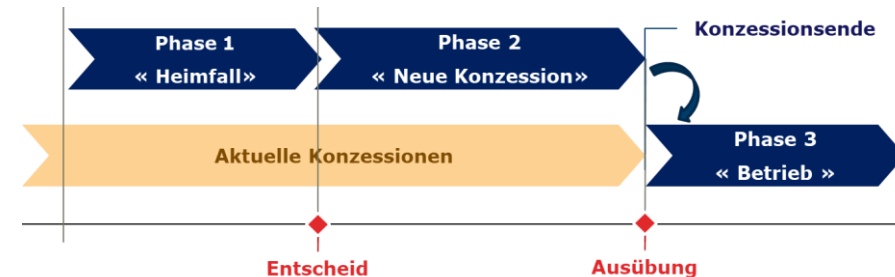 Phase 1
« Heimfall»
Phase 2
« Neue Konzession»
Konzessionsende
Aktuelle Konzessionen
Phase 3
« Betrieb »
Entscheid
Ausübung